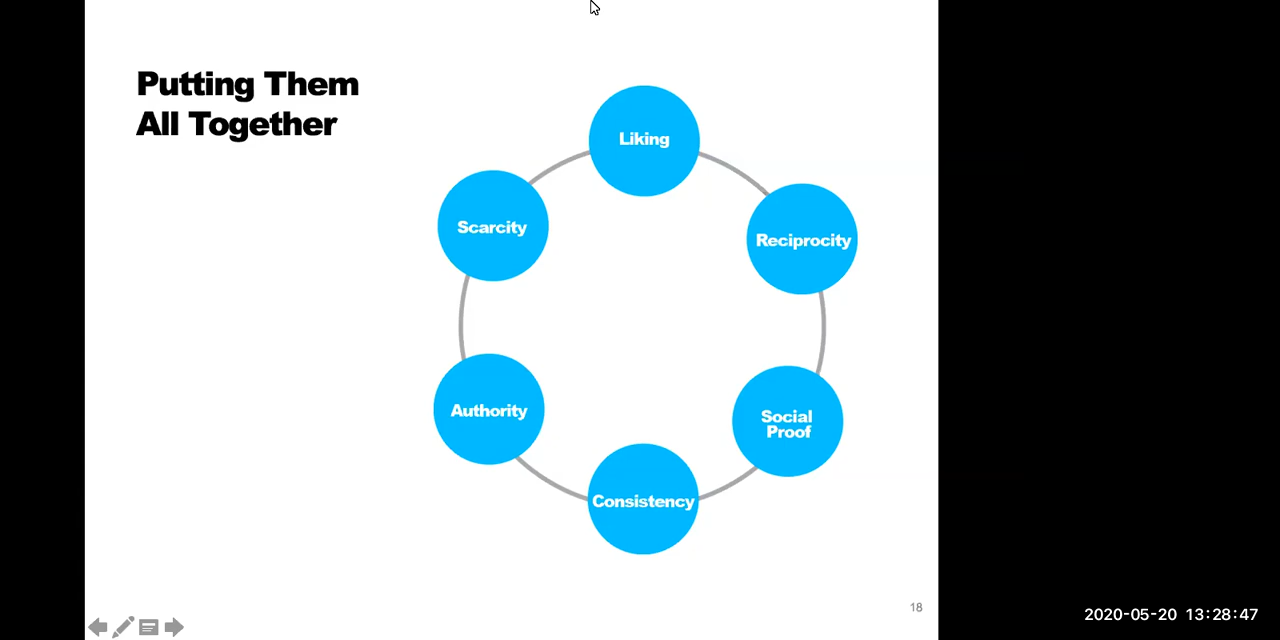 Putting Them
All Together
Liking
Scarcity
Reciprocity
Authority
Social
Proof
Consistency
18
2020-05-20 13:28:47